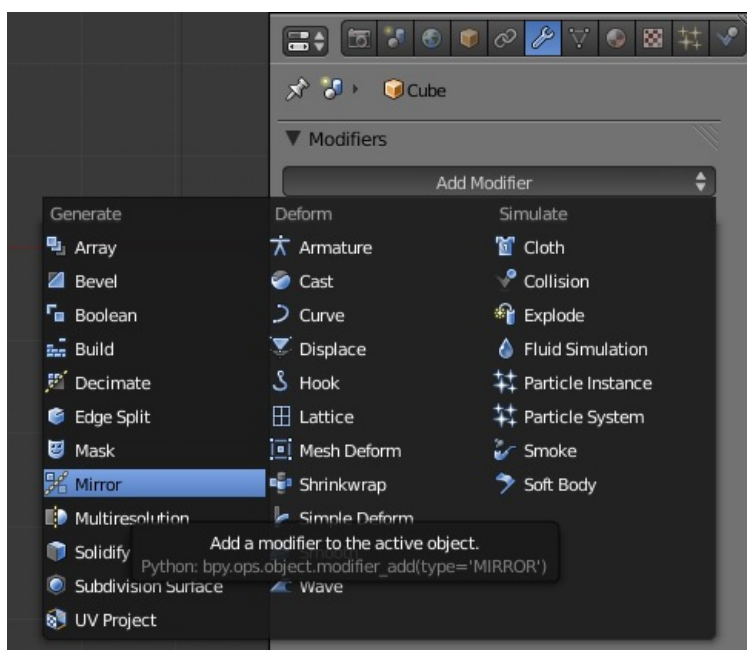 Cube
Modifiers
Add Modifier
Generate
Array
Bevel
Boolean
Build
Decimate
Edge Split
Mask
Mirror
Multiresolution
Solidify
Subdivision Surface
UV Project
Deform
Armature
Cast
Curve
Displace
Hook
Lattice
Mesh Deform
Shrinkwrap
Simple Deform
Wave
Simulate
Cloth
Collision
Explode
Fluid Simulation
Particle Instance
Particle System
Smoke
Soft Body
Add a modifier to the active object.
Python: bpy.ops.object.modifier_add(type='MIRROR')